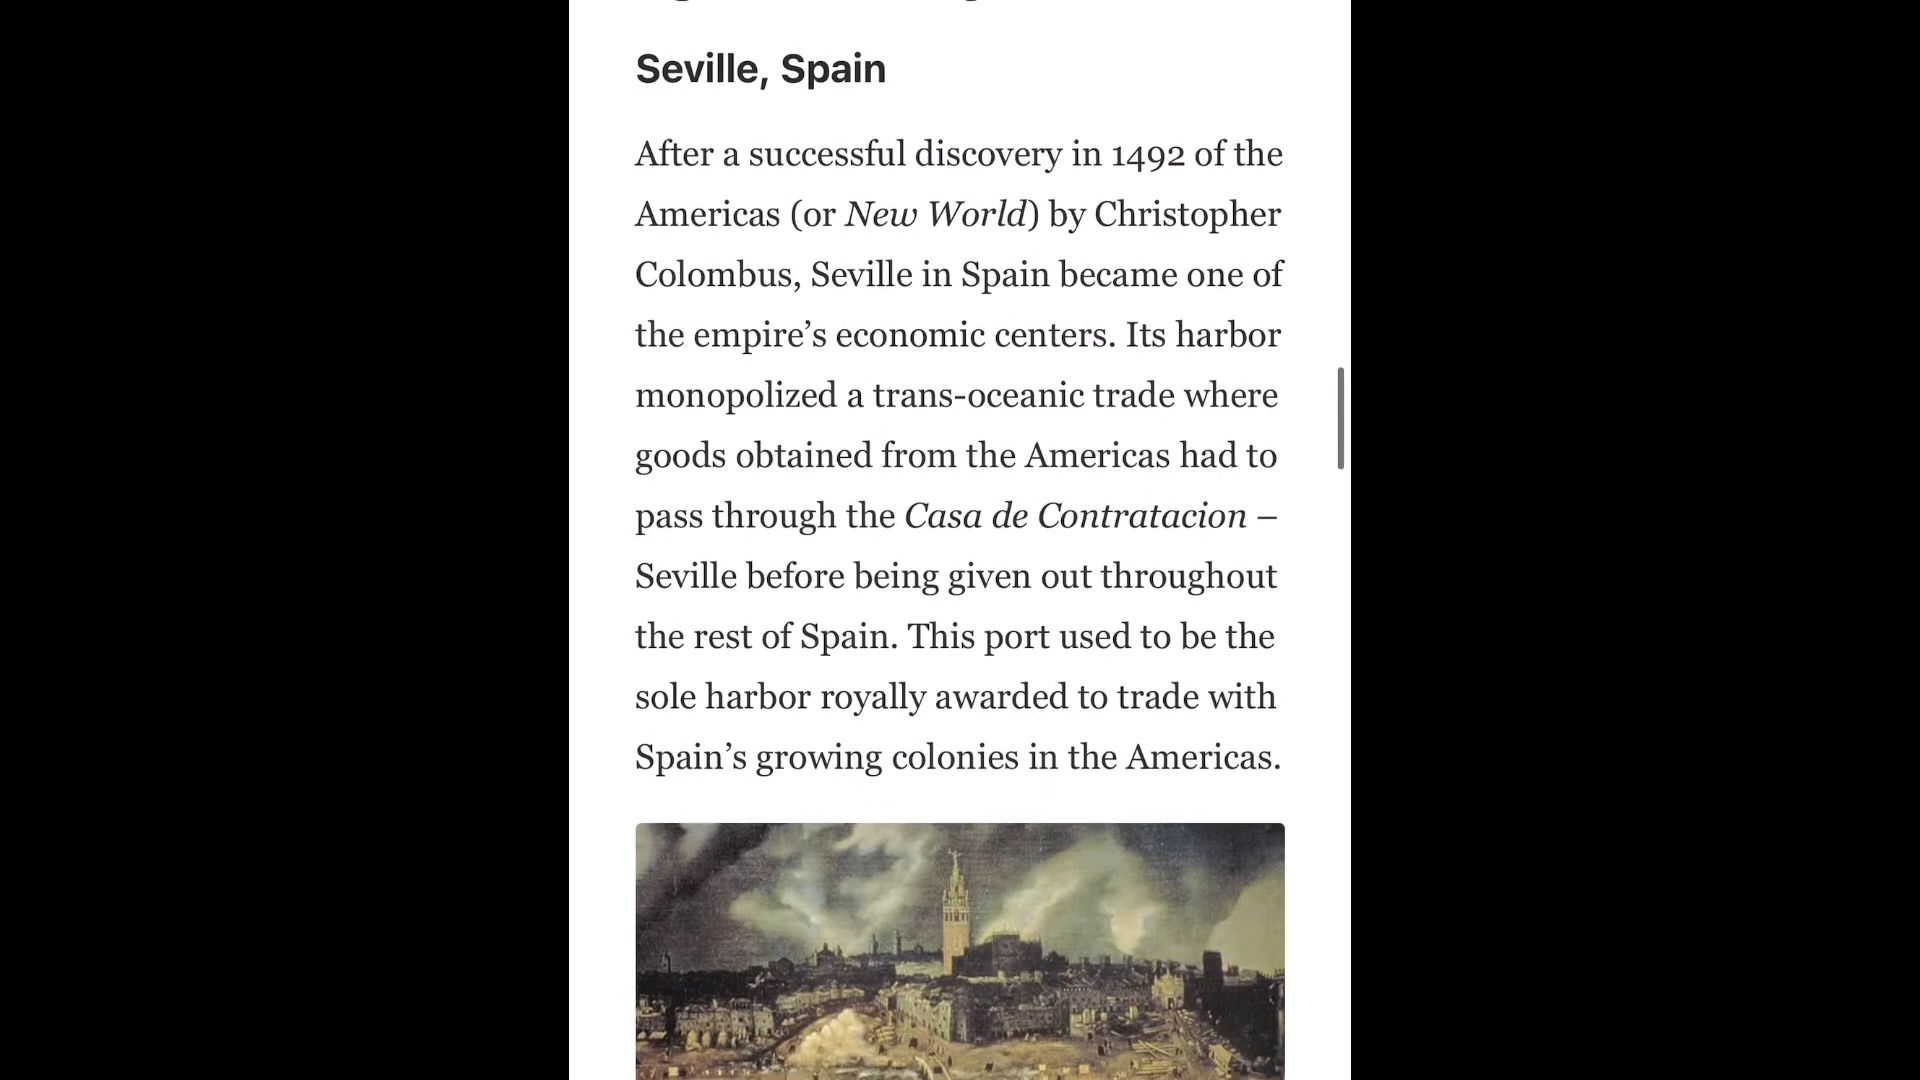 Seville, Spain
After a successful discovery in 1492 of the
Americas (or New World) by Christopher
Colombus, Seville in Spain became one of
the empire’s economic centers. Its harbor
monopolized a trans-oceanic trade where
goods obtained from the Americas had to
pass through the Casa de Contratacion –
Seville before being given out throughout
the rest of Spain. This port used to be the
sole harbor royally awarded to trade with
Spain’s growing colonies in the Americas.